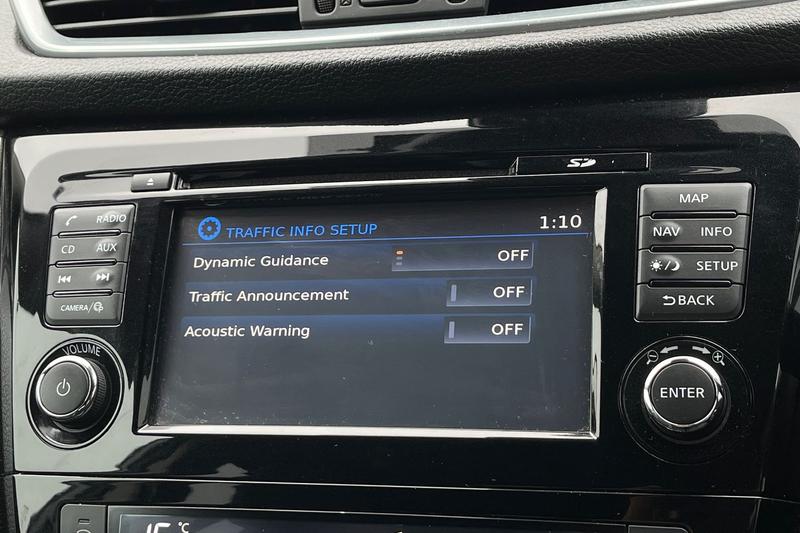 SD
RADIO
CD AUX
CAMERA/
VOLUME
TRAFFIC INFO SETUP 1:10
Dynamic Guidance OFF
Traffic Announcement OFF
Acoustic Warning OFF
MAP
NAV INFO
SETUP
BACK
ENTER
°C